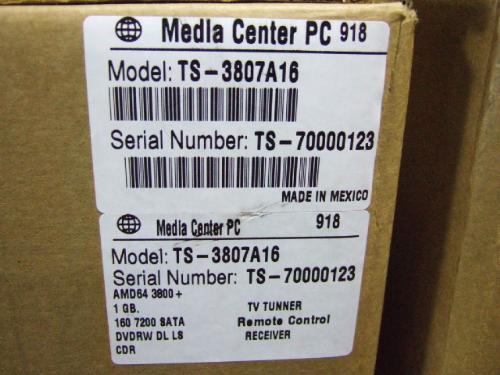 Media Center PC 918
Model: TS-3807A16
Serial Number: TS-70000123
MADE IN MEXICO
Media Center PC 918
Model: TS-3807A16
Serial Number: TS-70000123
AMD64 3800+
1 GB. TV TUNNER
160 7200 SATA Remote Control
DVDRW DL LS RECEIVER
CDR